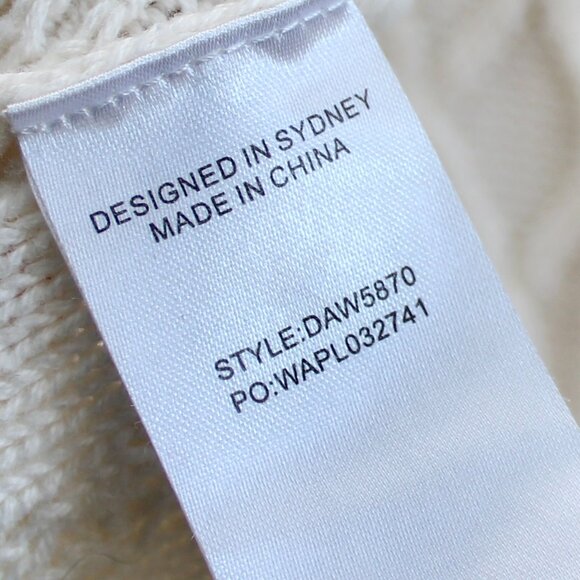 DESIGNED IN SYDNEY
MADE IN CHINA
STYLE:DAW5870
PO:WAPL032741